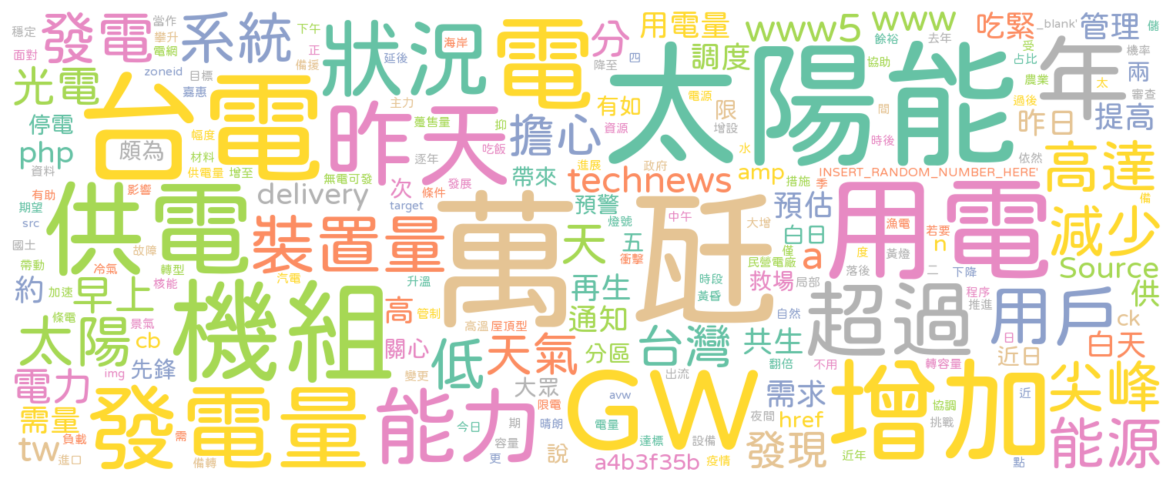 穩定 當作 發電 系統 下午 狀況 海岸 電 分 用電量 www5 www 餘裕 去年 吃緊 _blank' 管理 儲
面對 攀升 電網 正 備援 延後 降至 四 調度 太陽能 協助 受 占比 機率 年 兩
光電 zoneid 目標 嘉惠 台電 主力 昨天 躉售量 抑 吃飯 擔心 有如 資源 電源 限 增設 間 時後 農業 太 審查 過後 昨日 提高
停電 php 資料 頗為 幅度 材料 供電量 增至 逐年 無電可發 條件 發展 次 進展 帶來 technews 政府 水 amp 措施 季 INSERT_RANDOM_NUMBER_HERE 依然 高達 備
有助 期望 影響 src 國土 供電 delivery target 萬 瓩 預警 燈號 中午 大增 預估 白日 漁電 若要 度 黃燈 用電 減少
帶動 冷氣 故障 轉型 裝置量 汽電 升溫 天 五 衝擊 時段 黃昏 民營電廠 僅 a 落後 二 n 下降 Source
約 加速 早上 核能 機組 高 管制 高溫 屋頂型 再生 通知 救場 局部 自然 超過 程序 推進 用戶 供 ck
太陽 條電 景氣 cb 關心 低 天氣 分區 台灣 共生 翻倍 不用 日 轉容量 近日 白天
電力 img 先鋒 變更 大眾 出流 尖峰
需量 發電量 能力 限電 avw GW 需求 href 夜間 增加 協調 挑戰 近
tw 負載 進口 需 備轉 今日 期 容量 更 晴朗 說 電量 達標 設備 a4b3f35b 疫情 發現 近年 點 能源